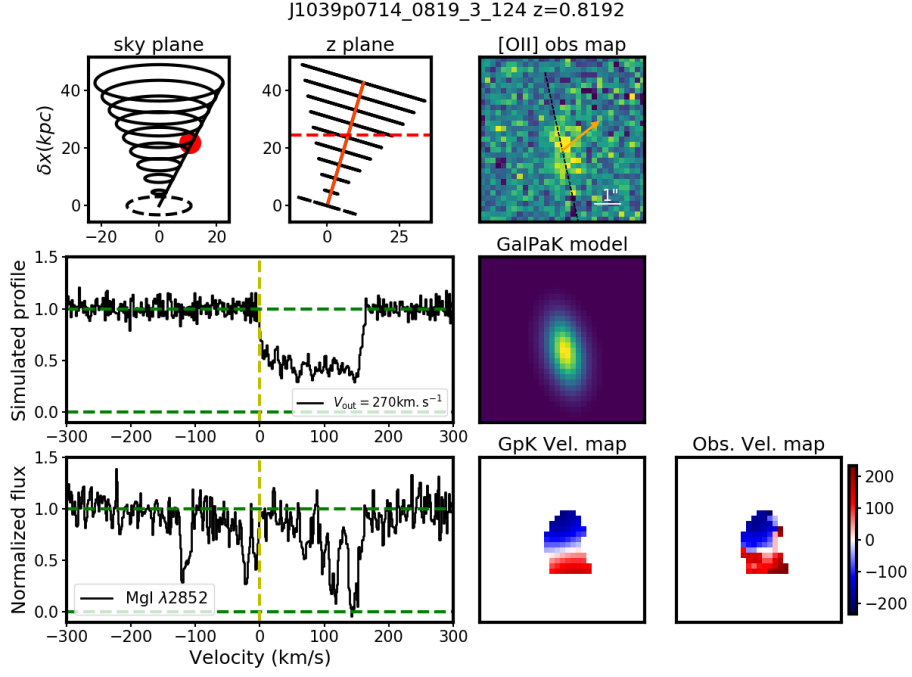 J1039p0714_0819_3_124 z=0.8192
sky plane
z plane
[OII] obs map
δx(kpc)
40
20
0
−20 0 20
0 25
1"
GalPaK model
Simulated profile
1.5
1.0
0.5
0.0
V_out = 270km.s⁻¹
−300 −200 −100 0 100 200 300
GpK Vel. map
Obs. Vel. map
Normalized flux
1.5
1.0
0.5
0.0
MgI λ2852
−300 −200 −100 0 100 200 300
Velocity (km/s)
200
100
0
−100
−200